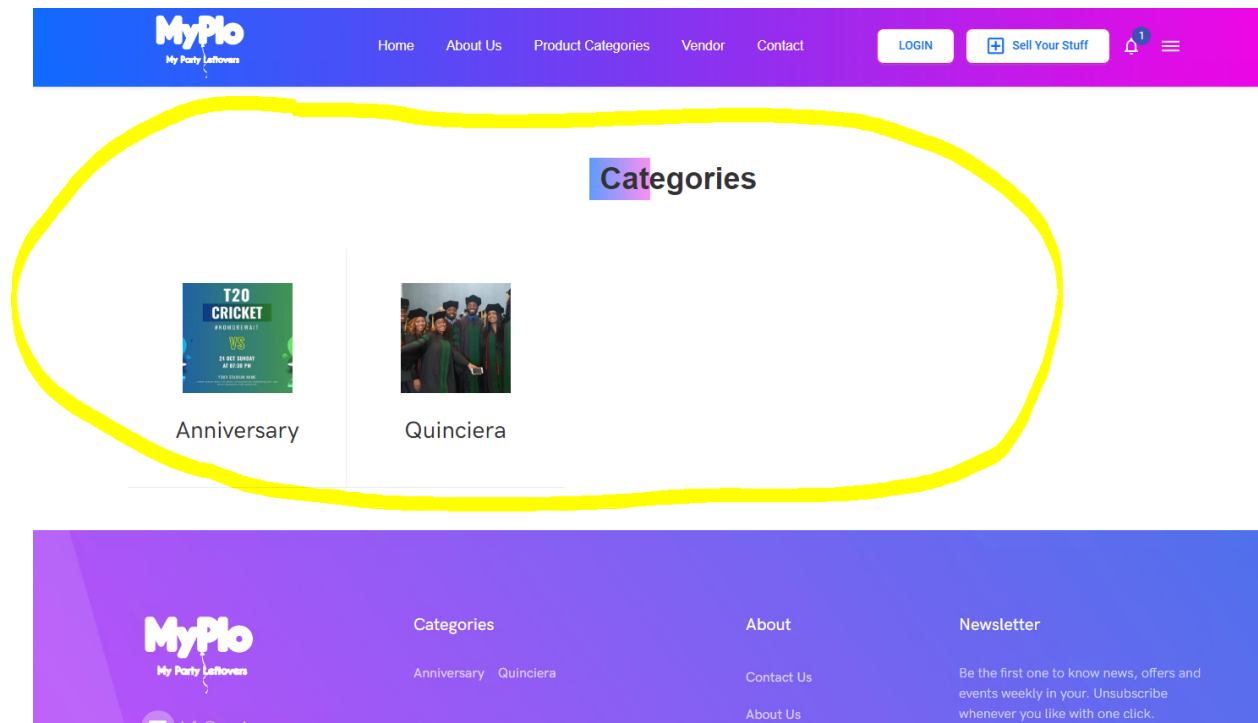 MyPlo
My Party Leftovers
Home About Us Product Categories Vendor Contact LOGIN Sell Your Stuff 1
Categories
T20
CRICKET
VS
24 OCT SUNDAY
AT 07:30 PM
Anniversary Quinciera
MyPlo
My Party Leftovers
Categories
Anniversary Quinciera
About
Contact Us
About Us
Newsletter
Be the first one to know news, offers and
events weekly in your. Unsubscribe
whenever you like with one click.